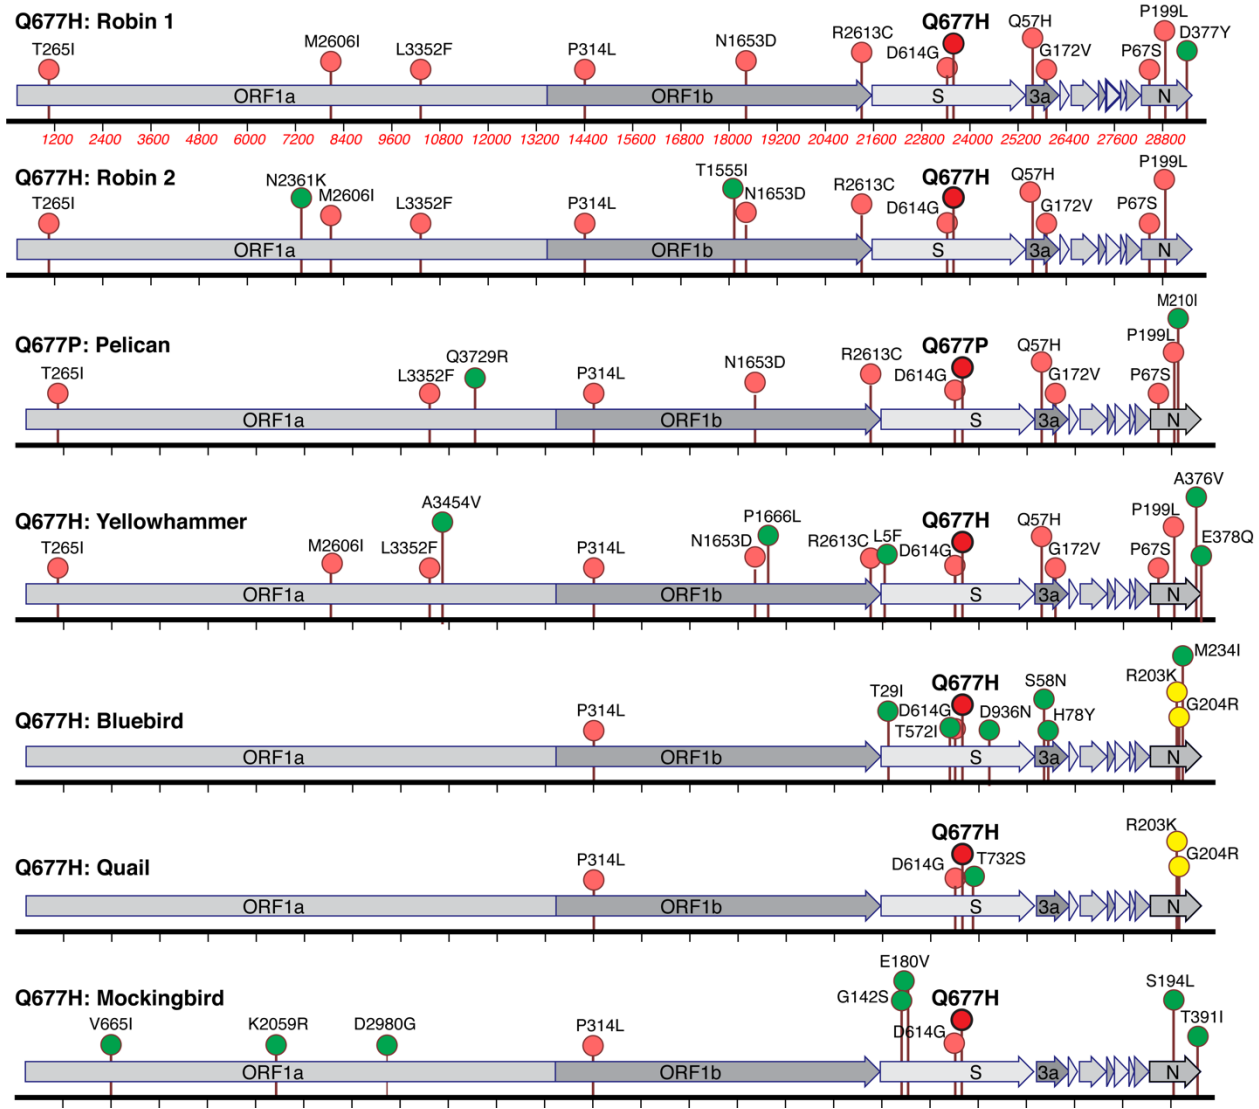 Q677H: Robin 1
T265I
M2606I
L3352F
P314L
N1653D
R2613C
D614G
Q677H
Q57H
G172V
P67S
P199L
D377Y
ORF1a
ORF1b
S
3a
N
1200 2400 3600 4800 6000 7200 8400 9600 10800 12000 13200 14400 15600 16800 18000 19200 20400 21600 22800 24000 25200 26400 27600 28800
Q677H: Robin 2
T265I
N2361K
M2606I
L3352F
P314L
T1555I
N1653D
R2613C
D614G
Q677H
Q57H
G172V
P67S
P199L
ORF1a
ORF1b
S
3a
N
Q677P: Pelican
T265I
L3352F
Q3729R
P314L
N1653D
R2613C
D614G
Q677P
Q57H
G172V
P67S
P199L
M210I
ORF1a
ORF1b
S
3a
N
Q677H: Yellowhammer
T265I
M2606I
L3352F
A3454V
P314L
N1653D
P1666L
R2613C
L5F
D614G
Q677H
Q57H
G172V
P67S
P199L
A376V
E378Q
ORF1a
ORF1b
S
3a
N
Q677H: Bluebird
P314L
T29I
D614G
T572I
Q677H
D936N
S58N
H78Y
R203K
M234I
G204R
ORF1a
ORF1b
S
3a
N
Q677H: Quail
P314L
D614G
Q677H
T732S
R203K
G204R
ORF1a
ORF1b
S
3a
N
Q677H: Mockingbird
V665I
K2059R
D2980G
P314L
G142S
E180V
D614G
Q677H
S194L
T391I
ORF1a
ORF1b
S
3a
N